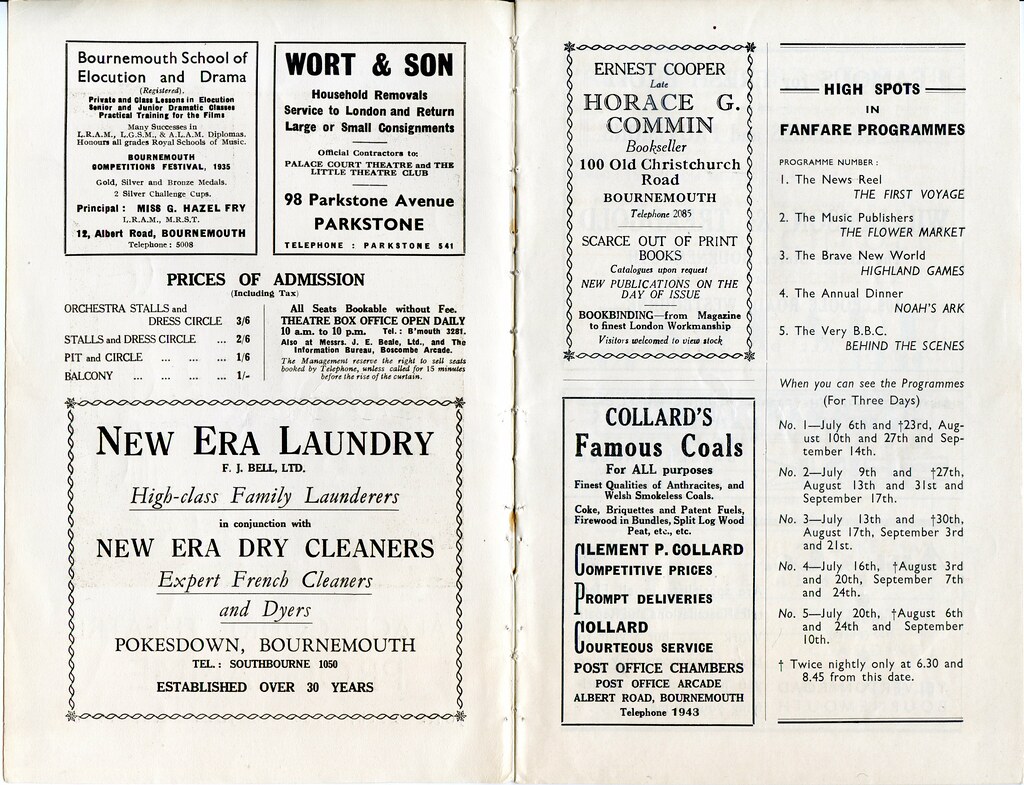 Bournemouth School of
Elocution and Drama
(Registered).
Private and Class Lessons in Elocution
Senior and Junior Dramatic Classes
Practical Training for the Films
Many Successes in
L.R.A.M., L.G.S.M., & A.L.A.M. Diplomas.
Honours all grades Royal Schools of Music.
BOURNEMOUTH
COMPETITIONS FESTIVAL, 1935
Gold, Silver and Bronze Medals.
2 Silver Challenge Cups.
Principal : MISS G. HAZEL FRY
L.R.A.M., M.R.S.T.
12, Albert Road, BOURNEMOUTH
Telephone : 5008
WORT & SON
Household Removals
Service to London and Return
Large or Small Consignments
Official Contractors to:
PALACE COURT THEATRE and THE
LITTLE THEATRE CLUB
98 Parkstone Avenue
PARKSTONE
TELEPHONE : PARKSTONE 541
PRICES OF ADMISSION
(Including Tax)
ORCHESTRA STALLS and
DRESS CIRCLE 3/6
STALLS and DRESS CIRCLE ... 2/6
PIT and CIRCLE ... ... ... 1/6
BALCONY ... ... ... ... 1/-
All Seats Bookable without Fee.
THEATRE BOX OFFICE OPEN DAILY
10 a.m. to 10 p.m. Tel. : B'mouth 3281.
Also at Messrs. J. E. Beale, Ltd., and The
Information Bureau, Boscombe Arcade.
The Management reserve the right to sell seats
booked by Telephone, unless called for 15 minutes
before the rise of the curtain.
NEW ERA LAUNDRY
F. J. BELL, LTD.
High-class Family Launderers
in conjunction with
NEW ERA DRY CLEANERS
Expert French Cleaners
and Dyers
POKESDOWN, BOURNEMOUTH
TEL. : SOUTHBOURNE 1050
ESTABLISHED OVER 30 YEARS
ERNEST COOPER
Late
HORACE G.
COMMIN
Bookseller
100 Old Christchurch
Road
BOURNEMOUTH
Telephone 2085
SCARCE OUT OF PRINT
BOOKS
Catalogues upon request
NEW PUBLICATIONS ON THE
DAY OF ISSUE
BOOKBINDING—from Magazine
to finest London Workmanship
Visitors welcomed to view stock
COLLARD'S
Famous Coals
For ALL purposes
Finest Qualities of Anthracites, and
Welsh Smokeless Coals.
Coke, Briquettes and Patent Fuels,
Firewood in Bundles, Split Log Wood
Peat, etc., etc.
CLEMENT P. COLLARD
COMPETITIVE PRICES
PROMPT DELIVERIES
COLLARD
COURTEOUS SERVICE
POST OFFICE CHAMBERS
POST OFFICE ARCADE
ALBERT ROAD, BOURNEMOUTH
Telephone 1943
HIGH SPOTS
IN
FANFARE PROGRAMMES
PROGRAMME NUMBER :
1. The News Reel
THE FIRST VOYAGE
2. The Music Publishers
THE FLOWER MARKET
3. The Brave New World
HIGHLAND GAMES
4. The Annual Dinner
NOAH'S ARK
5. The Very B.B.C.
BEHIND THE SCENES
When you can see the Programmes
(For Three Days)
No. 1—July 6th and †23rd, Aug-
ust 10th and 27th and Sep-
tember 14th.
No. 2—July 9th and †27th,
August 13th and 31st and
September 17th.
No. 3—July 13th and †30th,
August 17th, September 3rd
and 21st.
No. 4—July 16th, †August 3rd
and 20th, September 7th
and 24th.
No. 5—July 20th, †August 6th
and 24th and September
10th.
† Twice nightly only at 6.30 and
8.45 from this date.